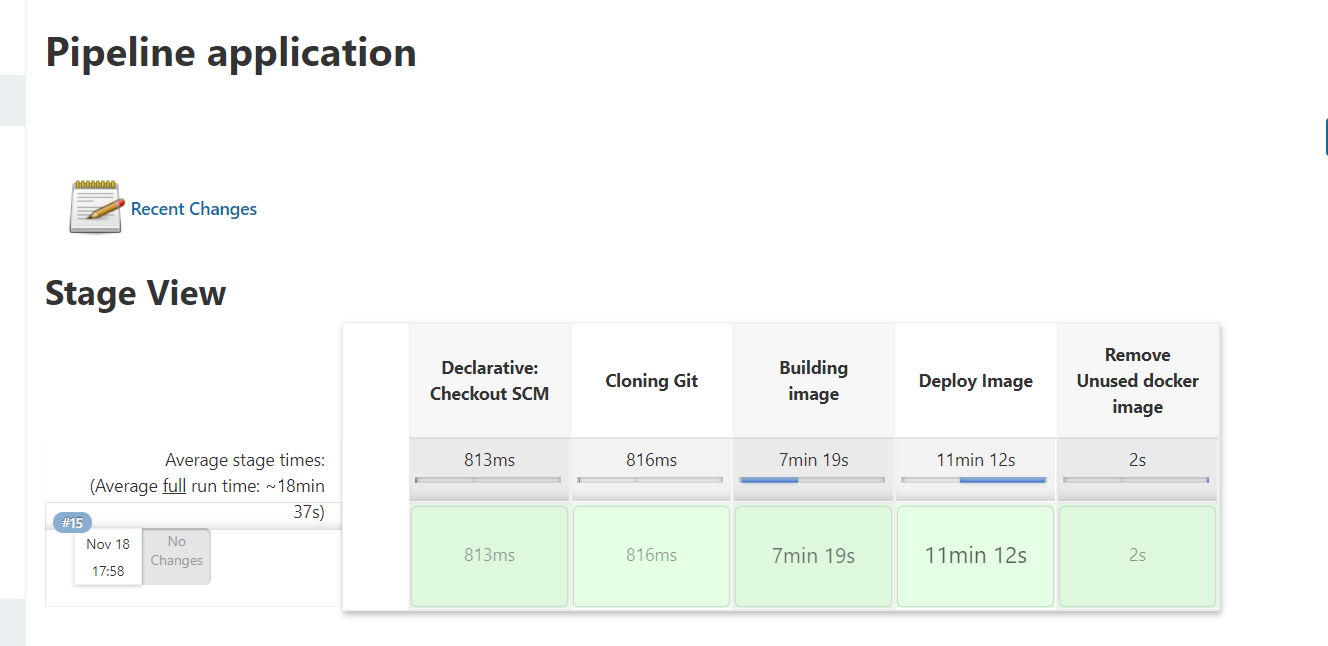 Pipeline application
Recent Changes
Stage View
Declarative:
Checkout SCM
Cloning Git
Building
image
Deploy Image
Remove
Unused docker
image
Average stage times:
(Average full run time: ~18min
37s)
813ms
816ms
7min 19s
11min 12s
2s
#15
Nov 18
17:58
No
Changes
813ms
816ms
7min 19s
11min 12s
2s